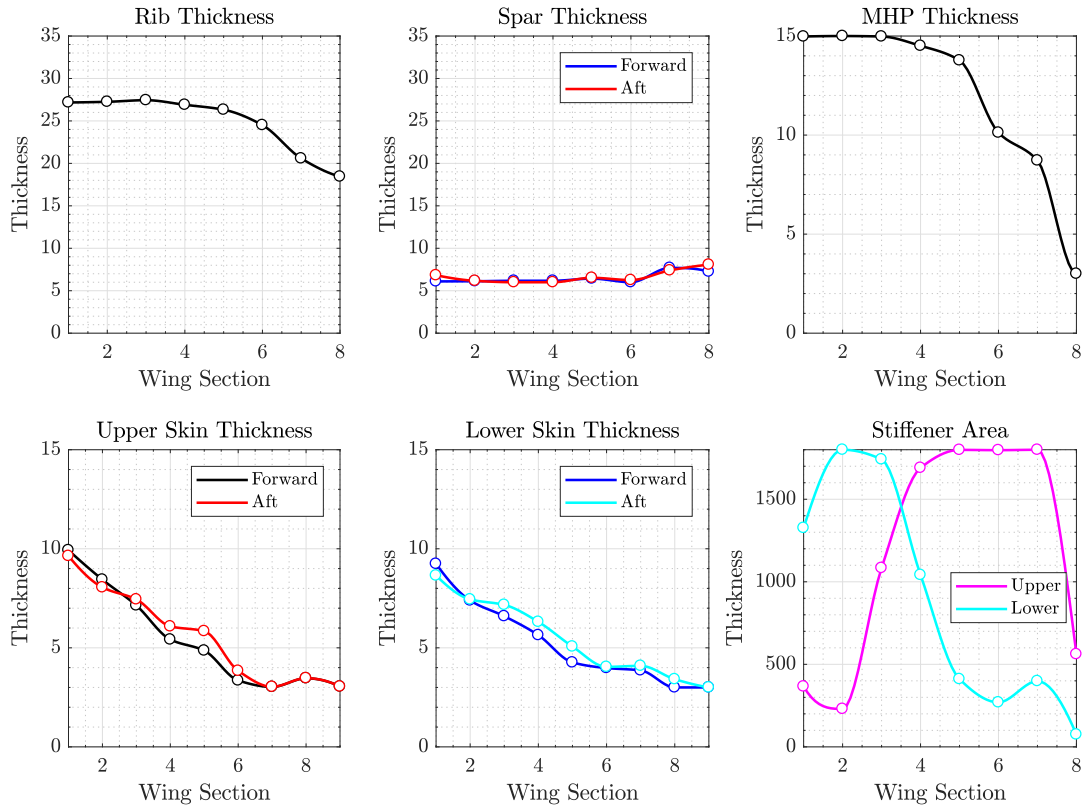 Rib Thickness
35
30
25
20
15
10
5
0
2
4
6
8
Thickness
Wing Section
Spar Thickness
Forward
Aft
35
30
25
20
15
10
5
0
2
4
6
8
Thickness
Wing Section
MHP Thickness
15
10
5
0
2
4
6
8
Thickness
Wing Section
Upper Skin Thickness
Forward
Aft
15
10
5
0
2
4
6
8
Thickness
Wing Section
Lower Skin Thickness
Forward
Aft
15
10
5
0
2
4
6
8
Thickness
Wing Section
Stiffener Area
Upper
Lower
1500
1000
500
0
2
4
6
8
Thickness
Wing Section